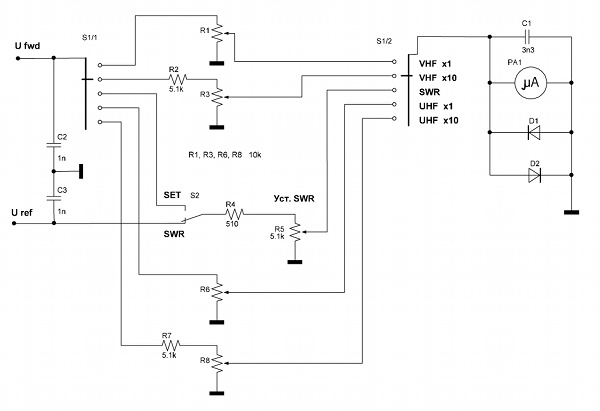 S1/1
R1
S1/2
C1
3n3
U fwd
VHF x1
PA1
R2
5.1k
VHF x10
µA
R3
SWR
UHF x1
UHF x10
D1
C2
1n
R1, R3, R6, R8 10k
D2
C3
1n
SET
S2
Уст. SWR
R4
510
U ref
SWR
R5
5.1k
R6
R7
5.1k
R8